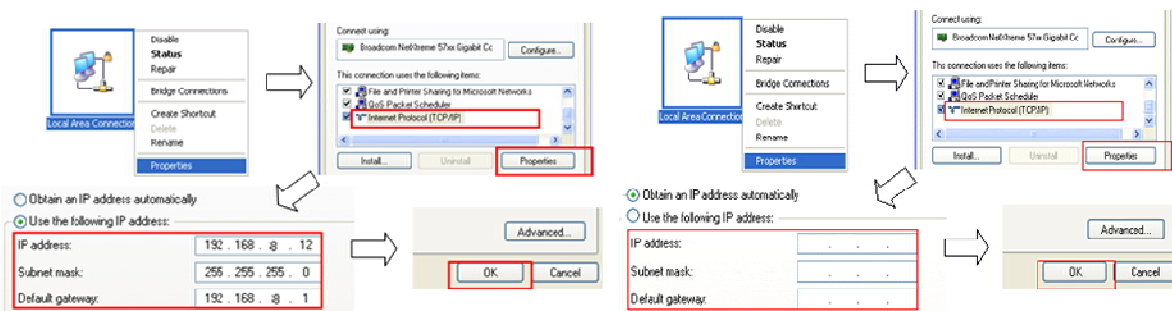 Disable
Status
Repair
Bridge Connections
Create Shortcut
Delete
Rename
Properties
Local Area Connection
Connect using:
Broadcom NetXtreme 57xx Gigabit Cc
Configure...
This connection uses the following items:
File and Printer Sharing for Microsoft Networks
QoS Packet Scheduler
Internet Protocol (TCP/IP)
Install...
Uninstall
Properties
Obtain an IP address automatically
Use the following IP address:
IP address:
192 . 168 . 8 . 12
Subnet mask:
255 . 255 . 255 . 0
Default gateway:
192 . 168 . 8 . 1
Advanced...
OK
Cancel
Disable
Status
Repair
Bridge Connections
Create Shortcut
Delete
Rename
Properties
Local Area Connection
Connect using:
Broadcom NetXtreme 57xx Gigabit Cc
Configure...
This connection uses the following items:
File and Printer Sharing for Microsoft Networks
QoS Packet Scheduler
Internet Protocol (TCP/IP)
Install...
Uninstall
Properties
Obtain an IP address automatically
Use the following IP address:
IP address:
Subnet mask:
Default gateway:
Advanced...
OK
Cancel